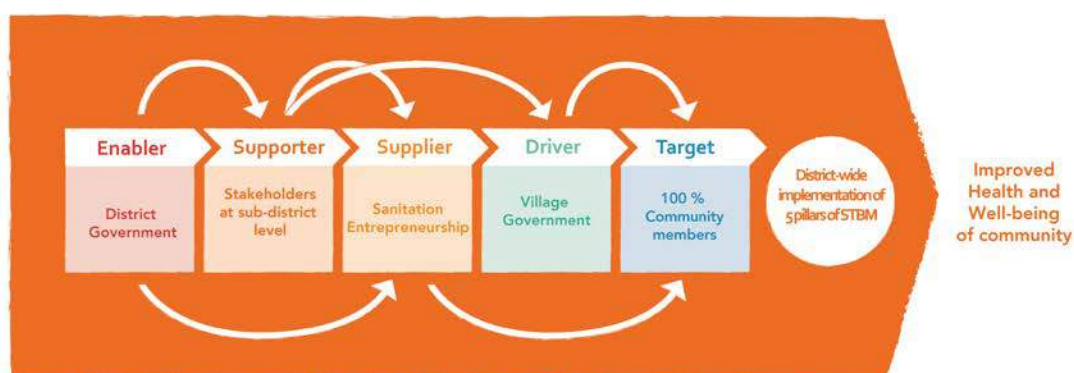 Enabler
Supporter
Supplier
Driver
Target
District
Government
Stakeholders
at sub-district
level
Sanitation
Entrepreneurship
Village
Government
100 %
Community
members
District-wide
implementation of
5 pillars of STBM
Improved
Health and
Well-being
of community